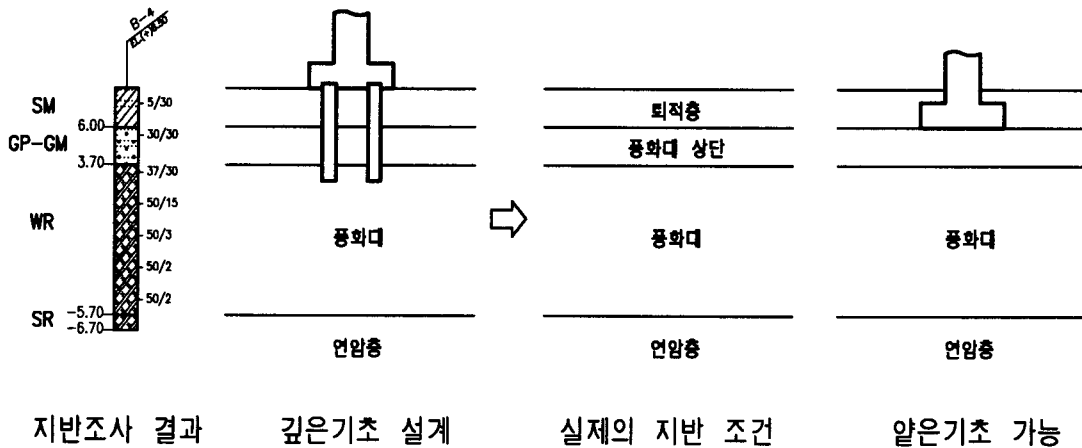 B-4
EL.(+)8.30
SM
5/30
6.00
30/30
GP-GM
3.70
37/30
50/15
WR
50/3
50/2
50/2
-5.70
SR
-6.70
풍화대
연암층
퇴적층
풍화대 상단
풍화대
연암층
풍화대
연암층
지반조사 결과
깊은기초 설계
실제의 지반 조건
얕은기초 가능